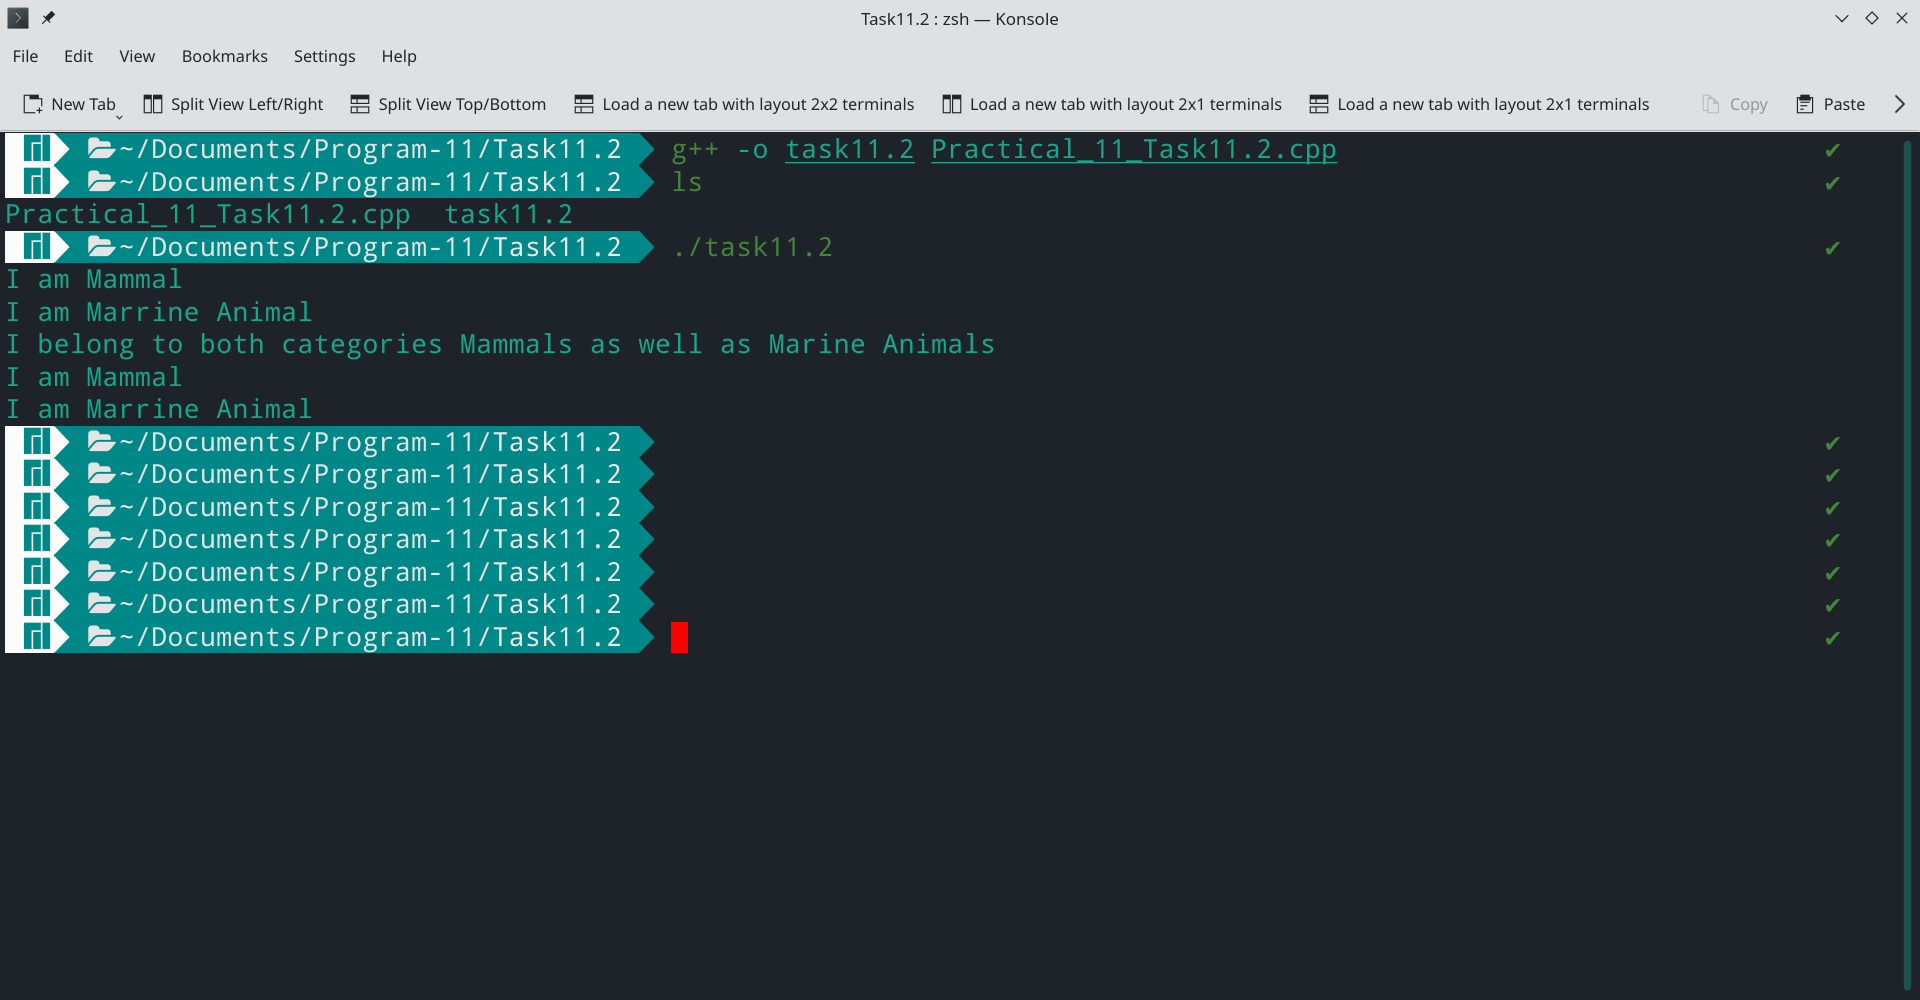 Task11.2 : zsh — Konsole
File Edit View Bookmarks Settings Help
New Tab Split View Left/Right Split View Top/Bottom Load a new tab with layout 2x2 terminals Load a new tab with layout 2x1 terminals Load a new tab with layout 2x1 terminals Copy Paste
~/Documents/Program-11/Task11.2 g++ -o task11.2 Practical_11_Task11.2.cpp ✔
~/Documents/Program-11/Task11.2 ls ✔
Practical_11_Task11.2.cpp task11.2
~/Documents/Program-11/Task11.2 ./task11.2 ✔
I am Mammal
I am Marrine Animal
I belong to both categories Mammals as well as Marine Animals
I am Mammal
I am Marrine Animal
~/Documents/Program-11/Task11.2 ✔
~/Documents/Program-11/Task11.2 ✔
~/Documents/Program-11/Task11.2 ✔
~/Documents/Program-11/Task11.2 ✔
~/Documents/Program-11/Task11.2 ✔
~/Documents/Program-11/Task11.2 ✔
~/Documents/Program-11/Task11.2 ✔